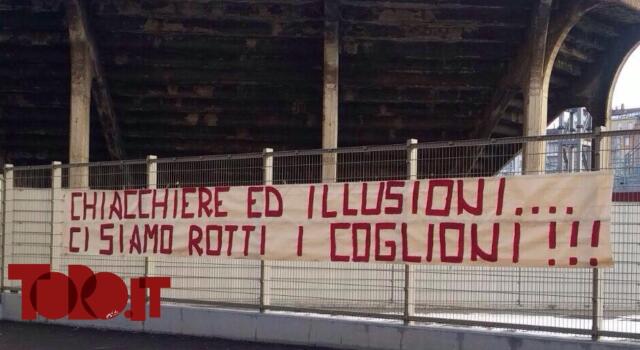 CHIACCHIERE ED ILLUSIONI....
CI SIAMO ROTTI I COGLIONI!!!
TORO.IT